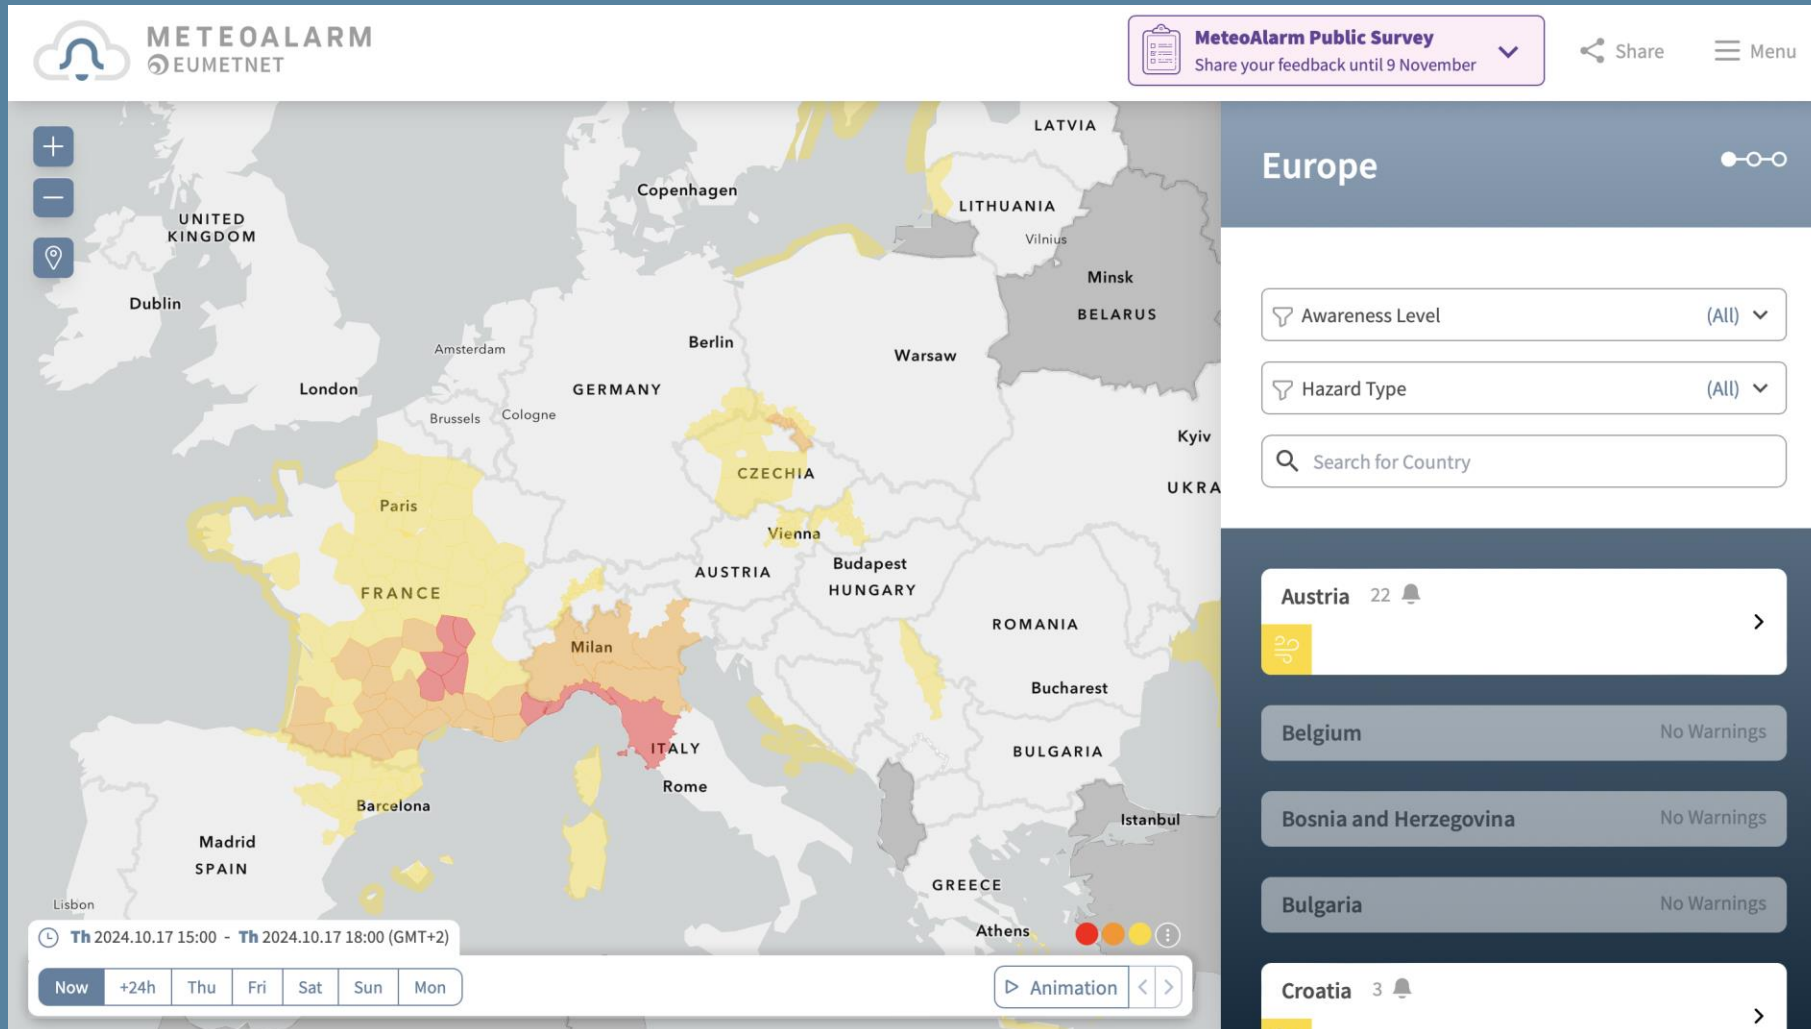 METEOALARM
EUMETNET
MeteoAlarm Public Survey
Share your feedback until 9 November
Share
Menu
LATVIA
Copenhagen
LITHUANIA
UNITED
KINGDOM
Vilnius
Minsk
Dublin
BELARUS
Amsterdam
Berlin
Warsaw
London
GERMANY
Brussels
Cologne
Kyiv
CZECHIA
UKRA
Paris
Vienna
Budapest
AUSTRIA
HUNGARY
FRANCE
ROMANIA
Milan
Bucharest
ITALY
BULGARIA
Rome
Barcelona
Istanbul
Madrid
SPAIN
GREECE
Lisbon
Athens
Th 2024.10.17 15:00 - Th 2024.10.17 18:00 (GMT+2)
Now +24h Thu Fri Sat Sun Mon
Animation
Europe
Awareness Level (All)
Hazard Type (All)
Search for Country
Austria 22
Belgium No Warnings
Bosnia and Herzegovina No Warnings
Bulgaria No Warnings
Croatia 3